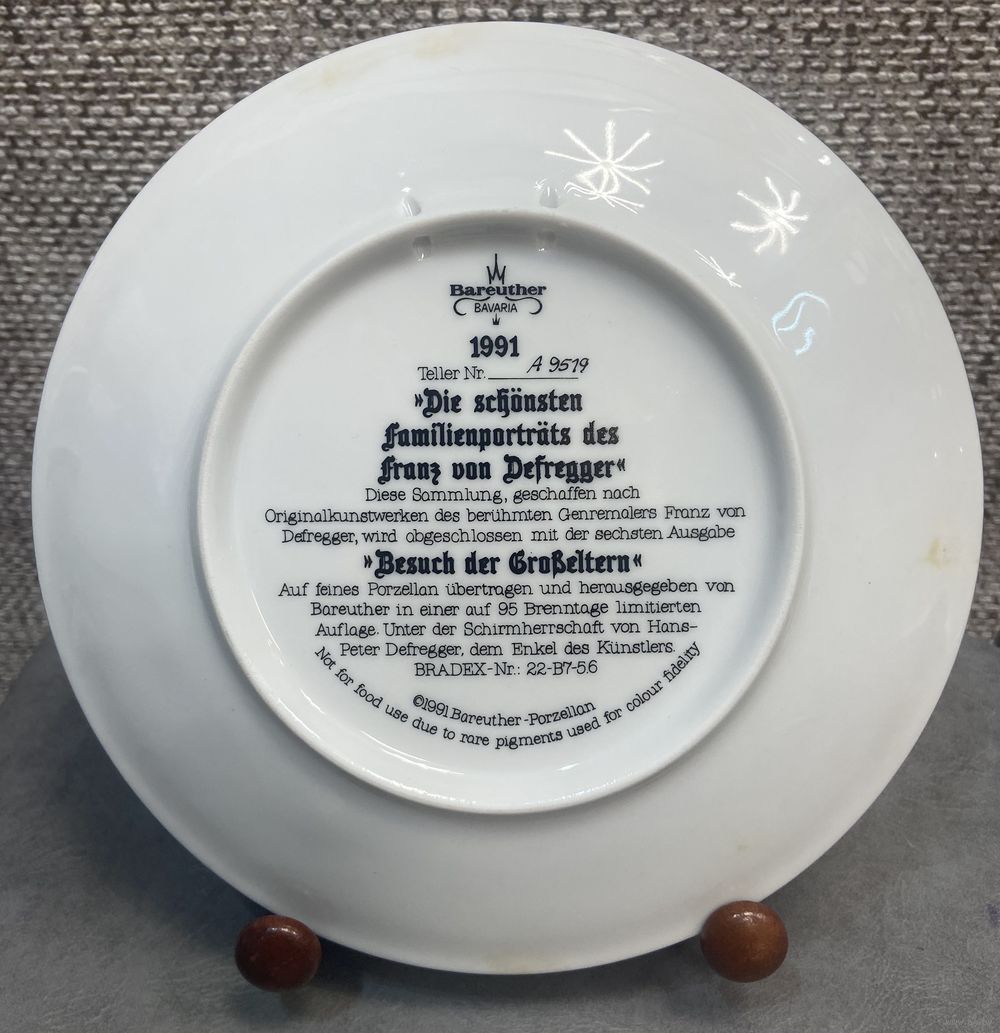 Bareuther
BAVARIA
1991
Teller Nr. A 9519
»Die schönsten
Familienporträts des
Franz von Defregger«
Diese Sammlung, geschaffen nach
Originalkunstwerken des berühmten Genremalers Franz von
Defregger, wird abgeschlossen mit der sechsten Ausgabe
»Besuch der Großeltern«
Auf feines Porzellan übertragen und herausgegeben von
Bareuther in einer auf 95 Brenntage limitierten
Auflage. Unter der Schirmherrschaft von Hans-
Peter Defregger, dem Enkel des Künstlers.
BRADEX-Nr.: 22-B7-5.6
©1991 Bareuther-Porzellan
Not for food use due to rare pigments used for colour fidelity